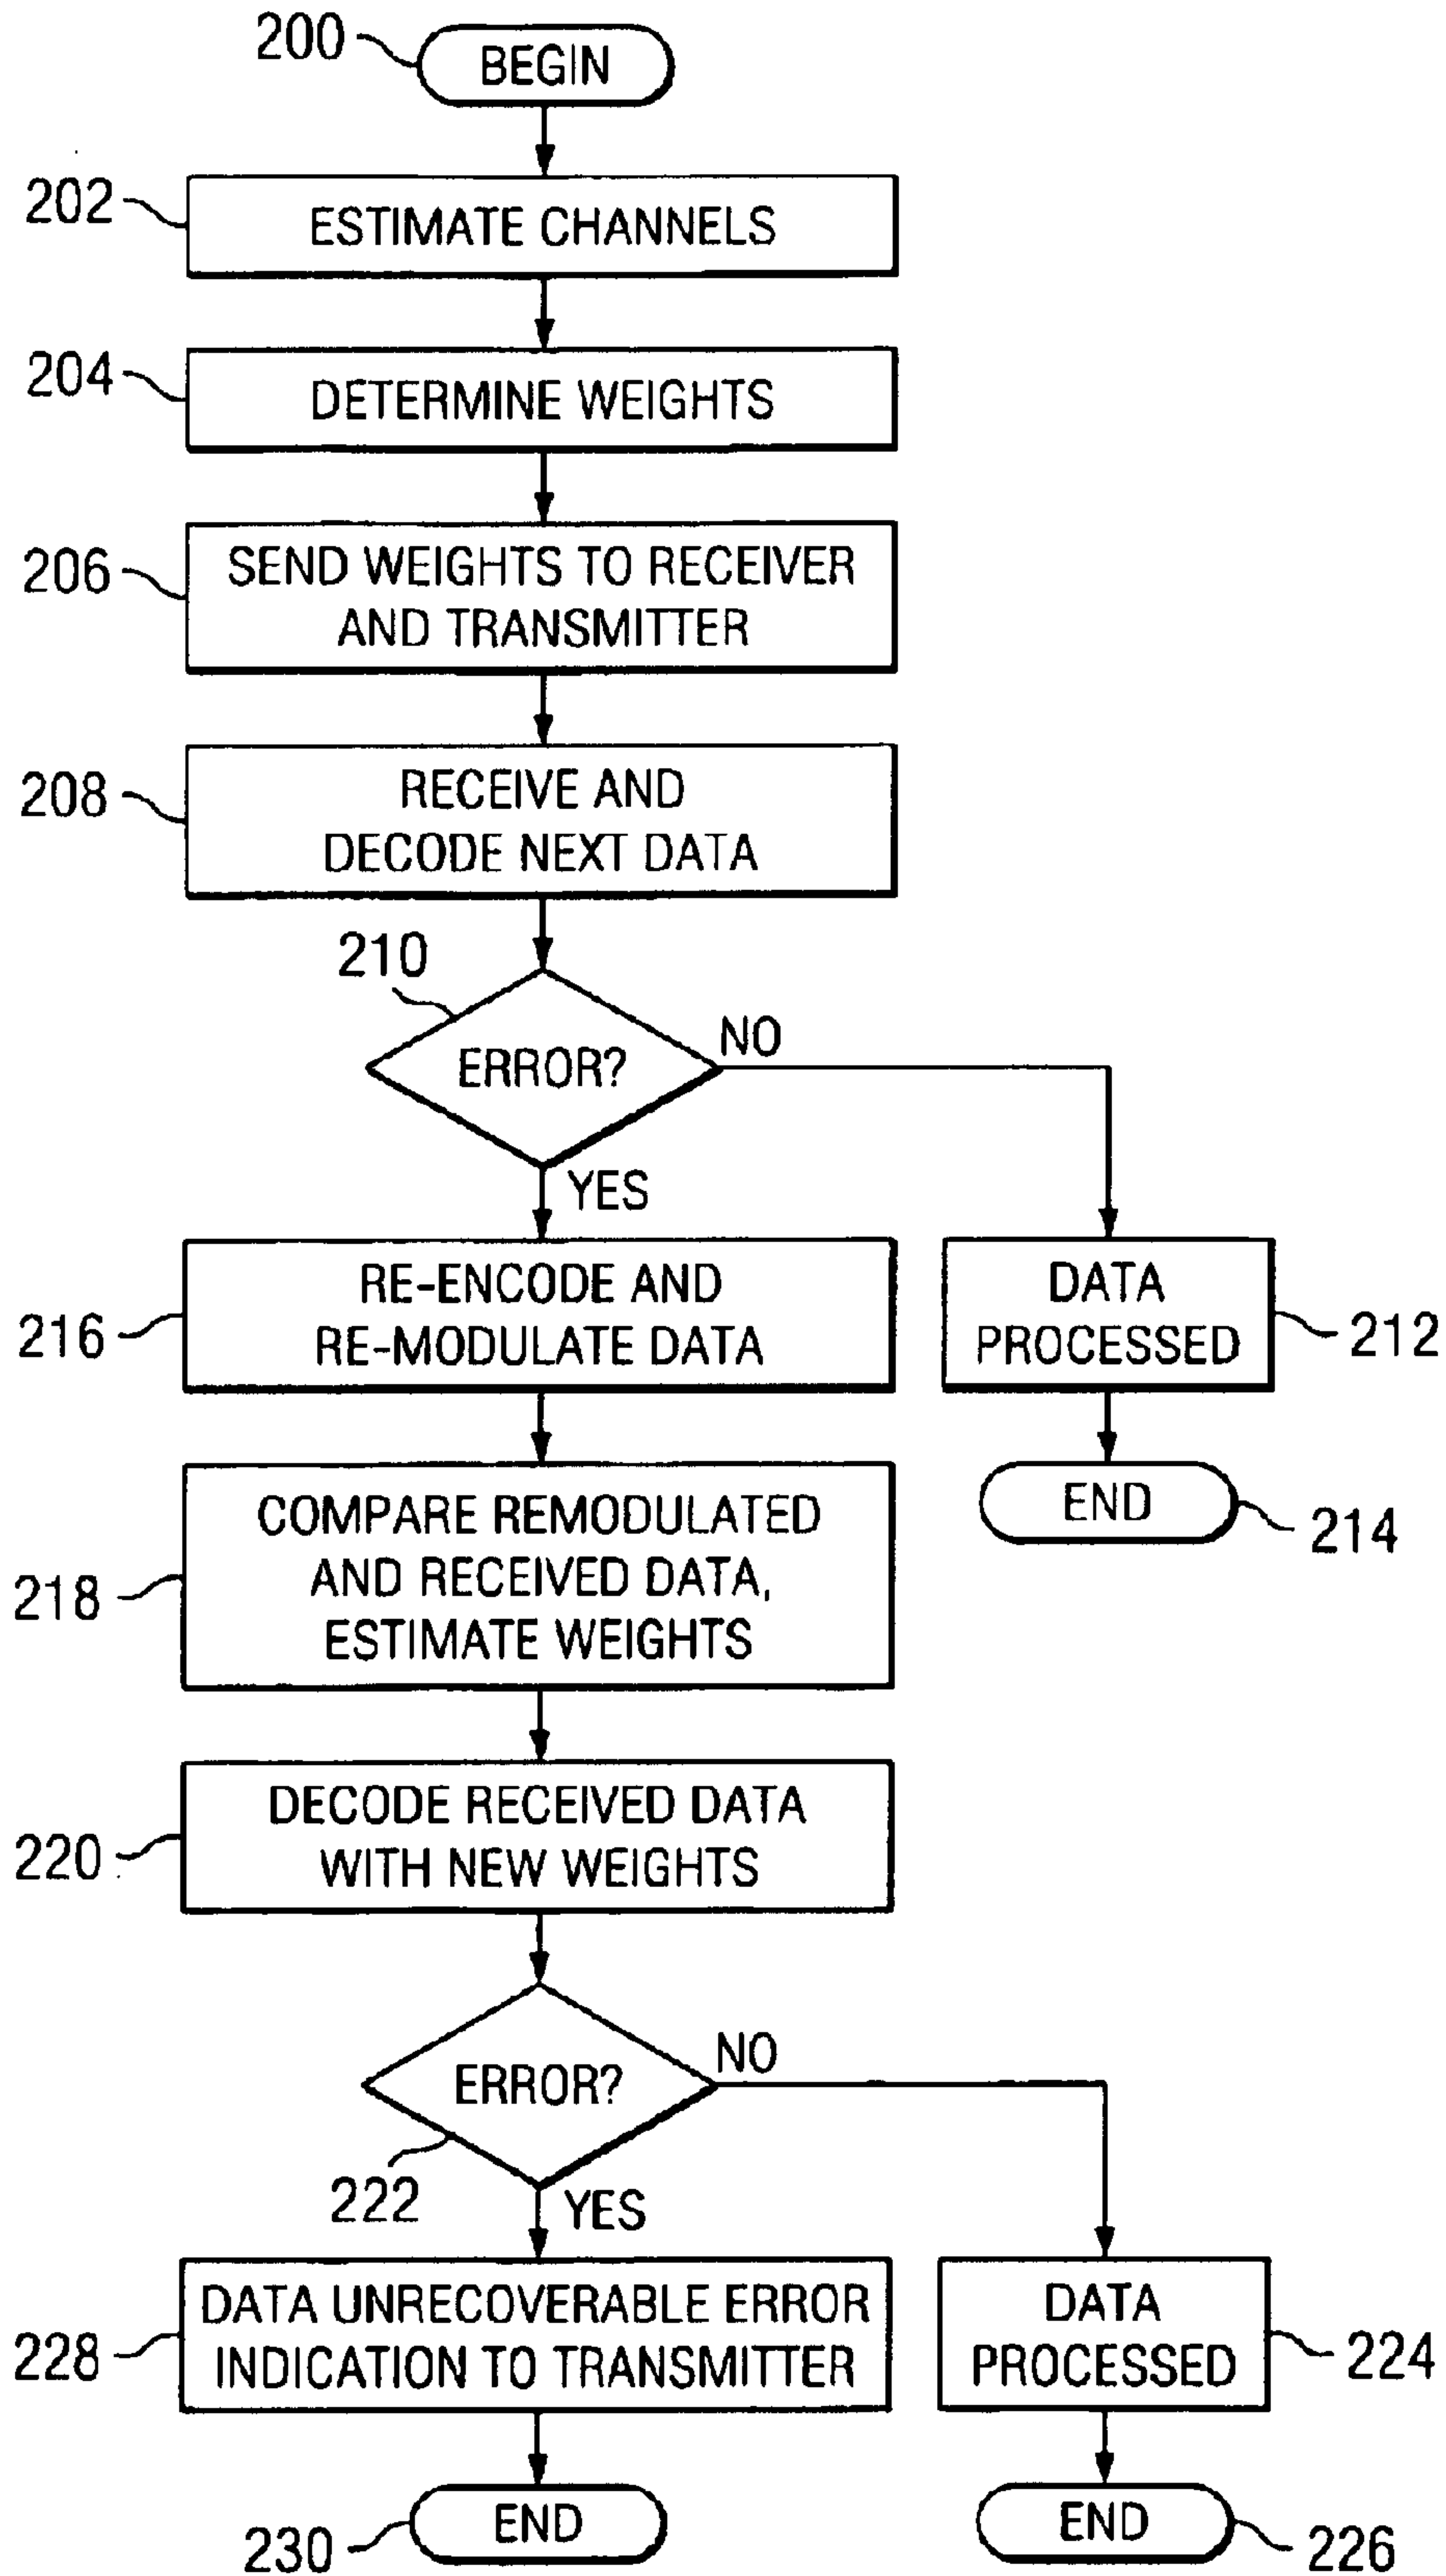 200
BEGIN
202
ESTIMATE CHANNELS
204
DETERMINE WEIGHTS
206
SEND WEIGHTS TO RECEIVER
AND TRANSMITTER
208
RECEIVE AND
DECODE NEXT DATA
210
ERROR?
NO
YES
216
RE-ENCODE AND
RE-MODULATE DATA
DATA
PROCESSED
212
END
214
218
COMPARE REMODULATED
AND RECEIVED DATA,
ESTIMATE WEIGHTS
220
DECODE RECEIVED DATA
WITH NEW WEIGHTS
ERROR?
NO
222
YES
228
DATA UNRECOVERABLE ERROR
INDICATION TO TRANSMITTER
DATA
PROCESSED
224
230
END
END
226